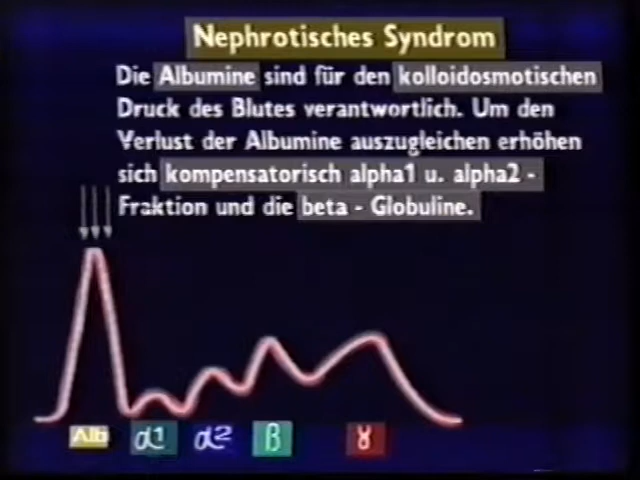 Nephrotisches Syndrom
Die Albumine sind für den kolloidosmotischen
Druck des Blutes verantwortlich. Um den
Verlust der Albumine auszugleichen erhöhen
sich kompensatorisch alpha1 u. alpha2 -
Fraktion und die beta - Globuline.
Alb α1 α2 β γ